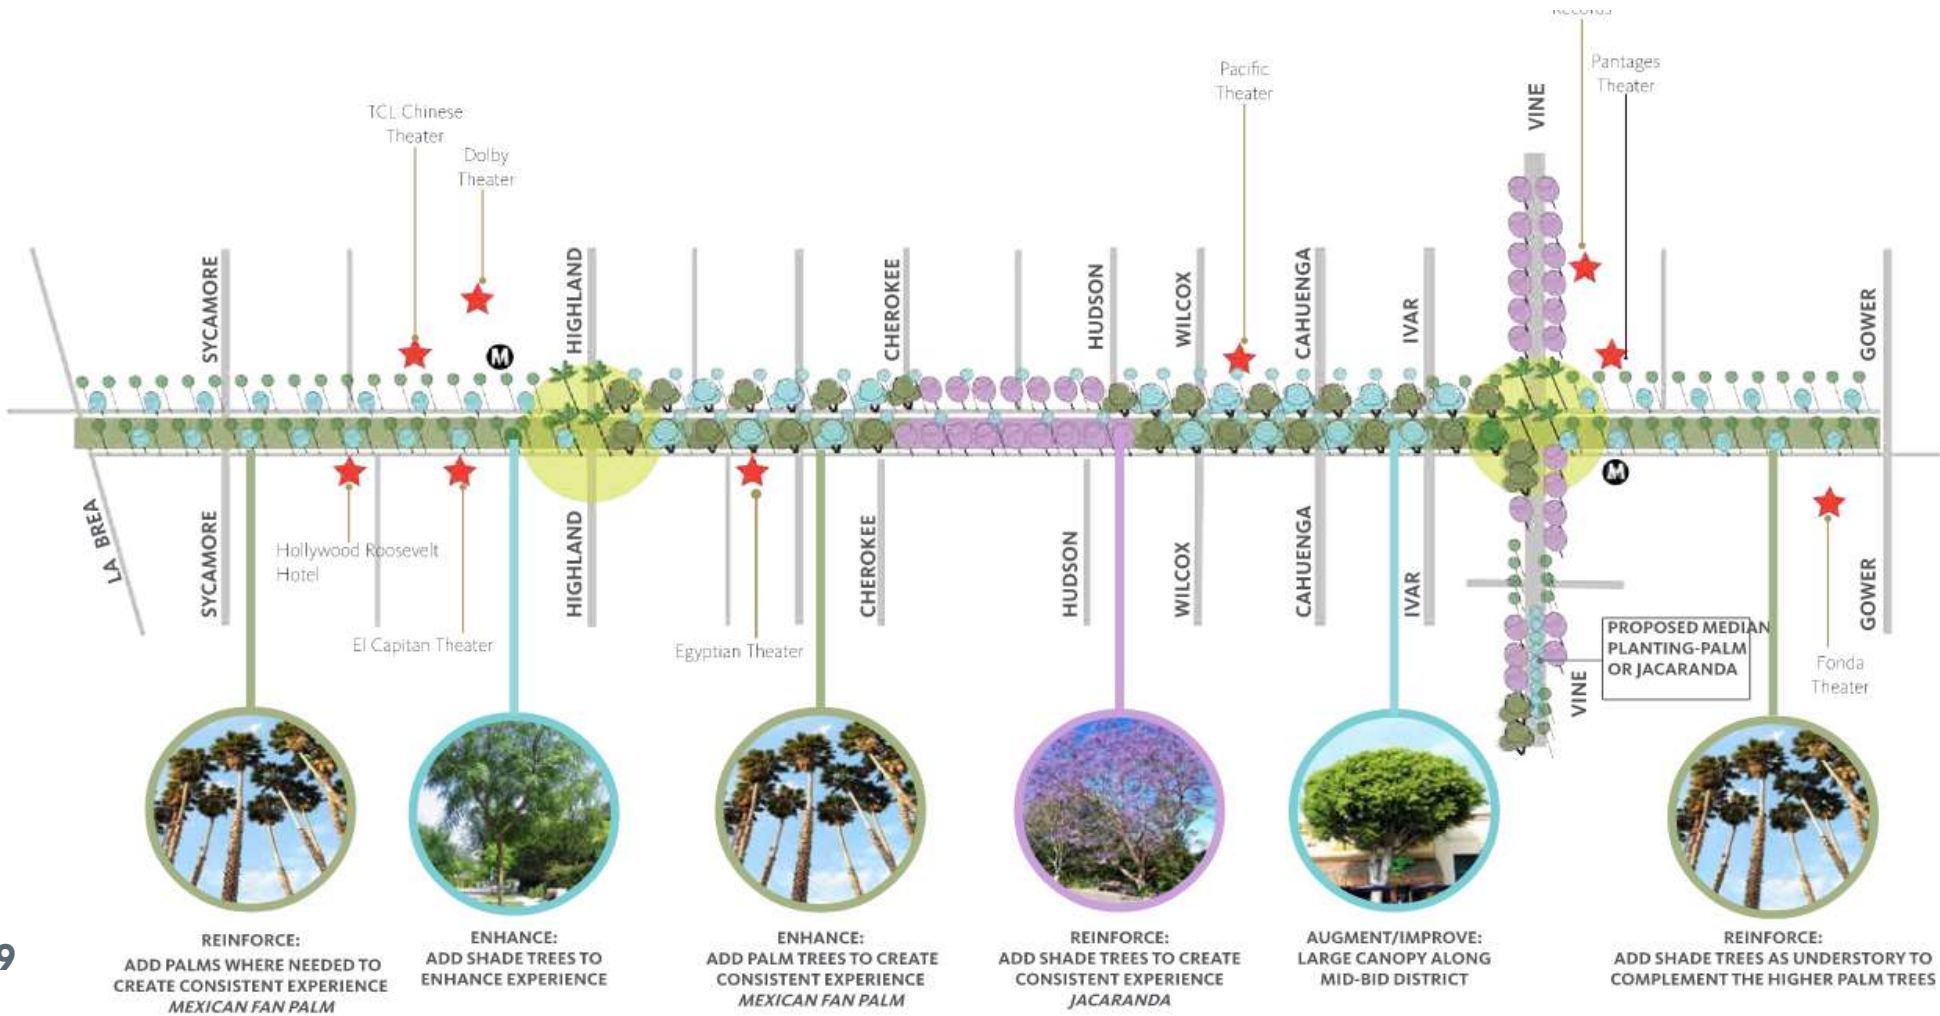 Records
Pantages
Theater
Pacific
Theater
VINE
TCL Chinese
Theater
Dolby
Theater
SYCAMORE
HIGHLAND
CHEROKEE
HUDSON
WILCOX
CAHUENGA
IVAR
GOWER
M
M
LA BREA
SYCAMORE
Hollywood Roosevelt
Hotel
El Capitan Theater
HIGHLAND
Egyptian Theater
CHEROKEE
HUDSON
WILCOX
CAHUENGA
IVAR
VINE
PROPOSED MEDIAN
PLANTING-PALM
OR JACARANDA
GOWER
Fonda
Theater
9
REINFORCE:
ADD PALMS WHERE NEEDED TO
CREATE CONSISTENT EXPERIENCE
MEXICAN FAN PALM
ENHANCE:
ADD SHADE TREES TO
ENHANCE EXPERIENCE
ENHANCE:
ADD PALM TREES TO CREATE
CONSISTENT EXPERIENCE
MEXICAN FAN PALM
REINFORCE:
ADD SHADE TREES TO CREATE
CONSISTENT EXPERIENCE
JACARANDA
AUGMENT/IMPROVE:
LARGE CANOPY ALONG
MID-BID DISTRICT
REINFORCE:
ADD SHADE TREES AS UNDERSTORY TO
COMPLEMENT THE HIGHER PALM TREES